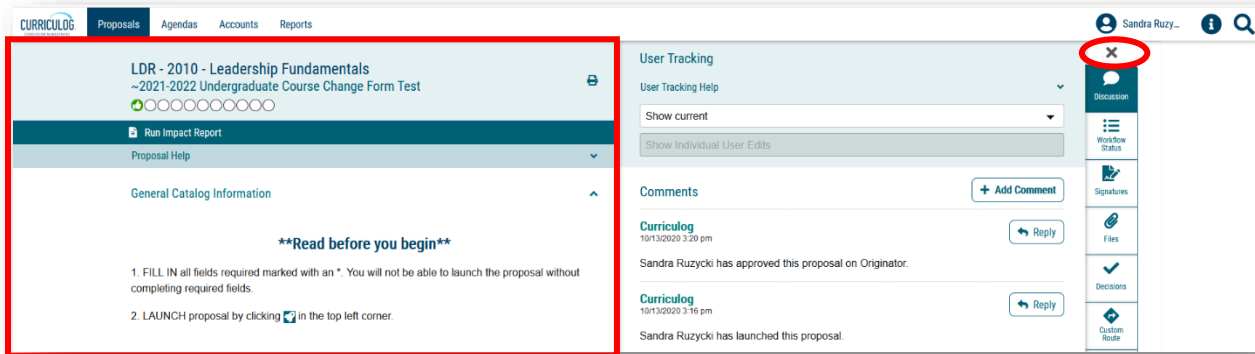 CURRICULOG
CURRICULUM MANAGEMENT
Proposals Agendas Accounts Reports
Sandra Ruzy...
LDR - 2010 - Leadership Fundamentals
~2021-2022 Undergraduate Course Change Form Test
Run Impact Report
Proposal Help
General Catalog Information
**Read before you begin**
1. FILL IN all fields required marked with an *. You will not be able to launch the proposal without
completing required fields.
2. LAUNCH proposal by clicking in the top left corner.
User Tracking
User Tracking Help
Show current
Show Individual User Edits
Comments
+ Add Comment
Curriculog
10/13/2020 3:20 pm
Reply
Sandra Ruzycki has approved this proposal on Originator.
Curriculog
10/13/2020 3:16 pm
Reply
Sandra Ruzycki has launched this proposal.
Discussion
Workflow
Status
Signatures
Files
Decisions
Custom
Route